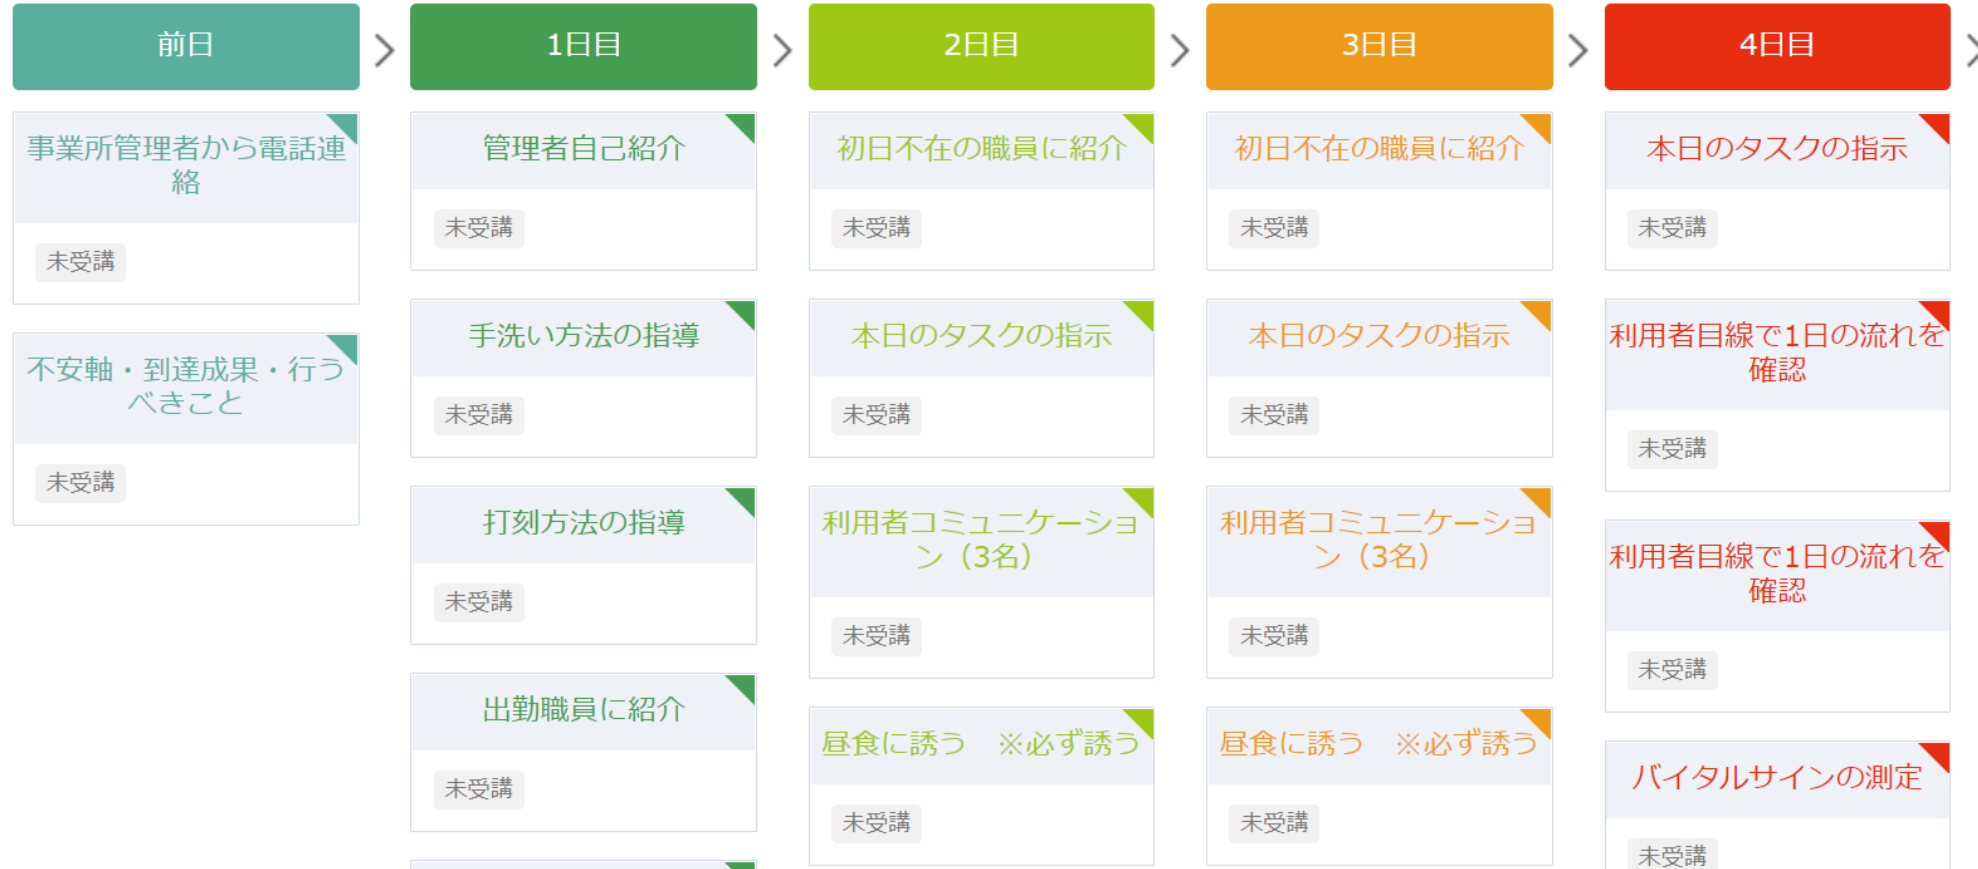 前日
1日目
2日目
3日目
4日目
事業所管理者から電話連
絡
未受講
不安軸・到達成果・行う
べきこと
未受講
管理者自己紹介
未受講
手洗い方法の指導
未受講
打刻方法の指導
未受講
出勤職員に紹介
未受講
初日不在の職員に紹介
未受講
本日のタスクの指示
未受講
利用者コミュニケーショ
ン（3名）
未受講
昼食に誘う　※必ず誘う
未受講
初日不在の職員に紹介
未受講
本日のタスクの指示
未受講
利用者コミュニケーショ
ン（3名）
未受講
昼食に誘う　※必ず誘う
未受講
本日のタスクの指示
未受講
利用者目線で1日の流れを
確認
未受講
利用者目線で1日の流れを
確認
未受講
バイタルサインの測定
未受講